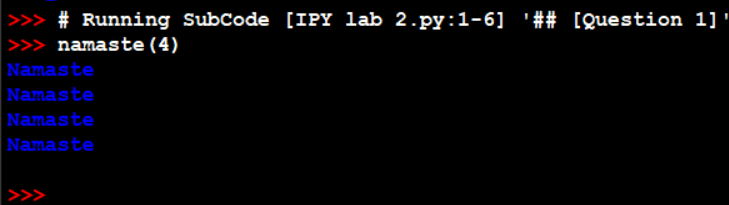 >>> # Running SubCode [IPY lab 2.py:1-6] '## [Question 1]'
>>> namaste(4)
Namaste
Namaste
Namaste
Namaste
>>>